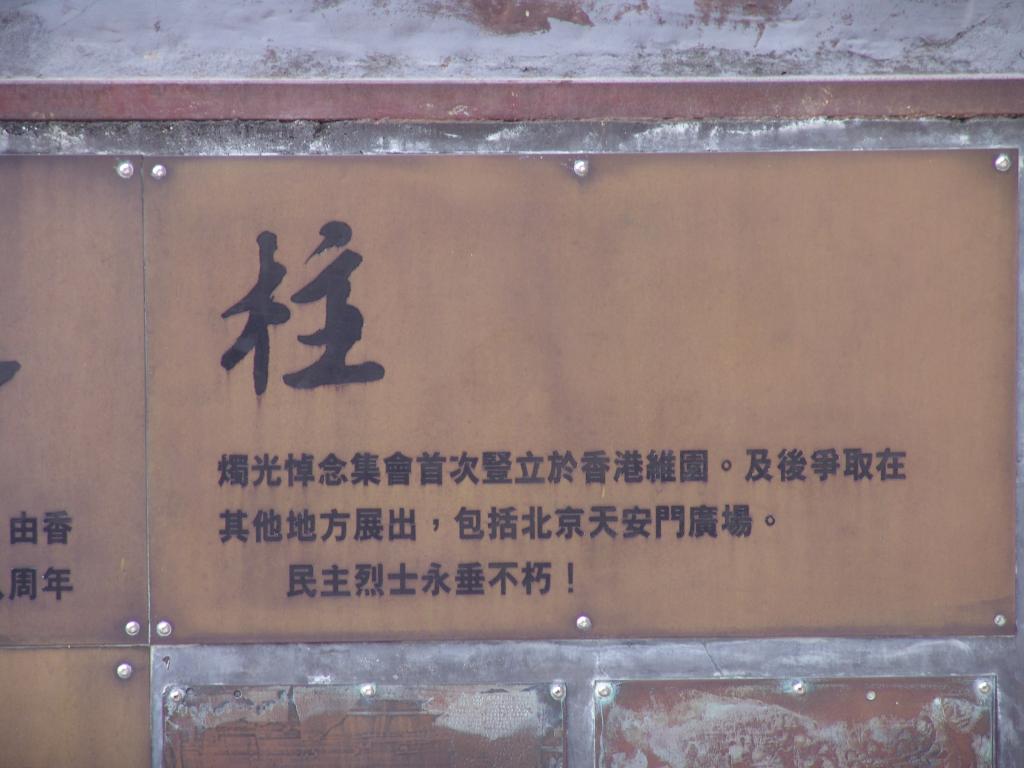 柱
燭光悼念集會首次豎立於香港維園。及後爭取在
其他地方展出，包括北京天安門廣場。
民主烈士永垂不朽！
由香
周年